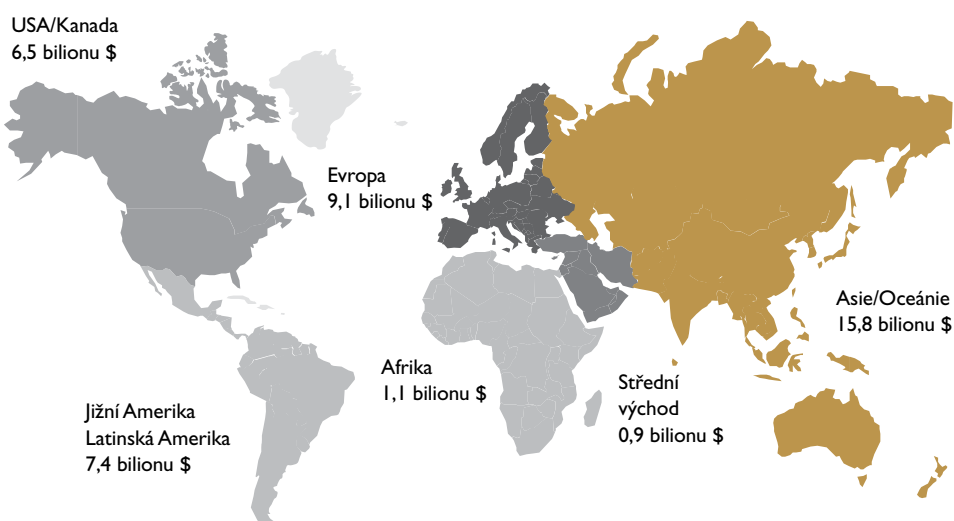 USA/Kanada
6,5 bilionu $
Evropa
9,1 bilionu $
Asie/Oceánie
15,8 bilionu $
Afrika
1,1 bilionu $
Střední
východ
0,9 bilionu $
Jižní Amerika
Latinská Amerika
7,4 bilionu $